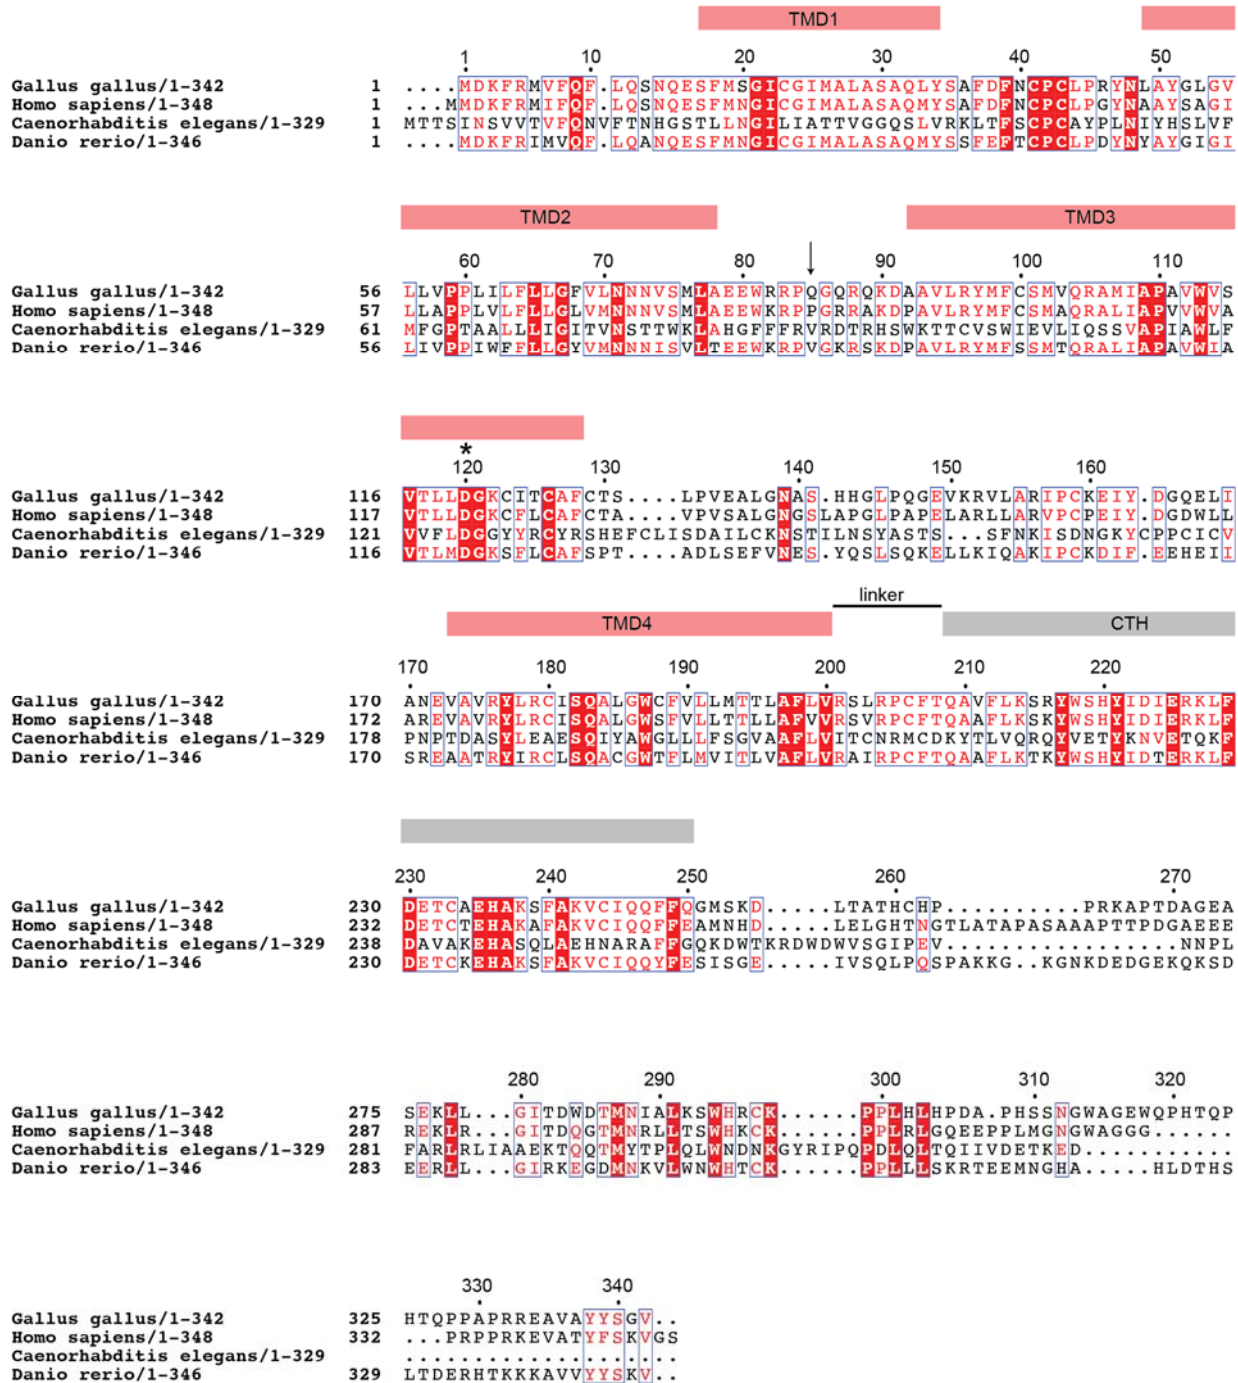 TMD1
1 10 20 30 40 50
Gallus gallus/1-342 1 ....MDKFRMVFQF.LQSNQESFMSGICGIMALASAQLYSAFDFNCPCLPRYNLAYGLGV
Homo sapiens/1-348 1 ...MMDKFRMIFQF.LQSNQESFMNGICGIMALASAQMYSAFDFNCPCLPGYNAAYSAGI
Caenorhabditis elegans/1-329 1 MTTSINSVVTVFQNVFTNHGSTLLNGILIATTVGGQSLVRKLTFSCPCAYPLNIYHSLVF
Danio rerio/1-346 1 ....MDKFRIMVQF.LQANQESFMNGICGIMALASAQMYSSFEFTCPCLPDYNYAYGIGI
TMD2 TMD3
60 70 80 90 100 110
Gallus gallus/1-342 56 LLVPPLILFLLGFVLNNNVSMLAEEWRRPQGQRQKDAAVLRYMFCSMVQRAMIAPAVWVS
Homo sapiens/1-348 57 LLAPPLVLFLLGLVMNNNVSMLAEEWKRPPGRRAKDPAVLRYMFCSMAQRALIAPVVWVA
Caenorhabditis elegans/1-329 61 MFGPTAALLLIGITVNSTTWKLAHGFFFRVRDTRHSWKTTCVSWIEVLIQSSVAPIAWLF
Danio rerio/1-346 56 LIVPPIWFFLLGYVMNNNISVLTEEWKRPVGKRSKDPAVLRYMFSSMTQRALIAPAVWIA
*
120 130 140 150 160
Gallus gallus/1-342 116 VTLLDGKCITCAFCTS....LPVEALGNAS.HHGLPQGEVKRVLARIPCKEIY.DGQELI
Homo sapiens/1-348 117 VTLLDGKCFLCAFCTA....VPVSALGNGSLAPGLPAPELARLLARVPCPEIY.DGDWLL
Caenorhabditis elegans/1-329 121 VVFLDGGYYRCYRSHEFCLISDAILCKNSTILNSYASTS...SFNKISDNGKYCPPCICV
Danio rerio/1-346 116 VTLMDGKSFLCAFSPT....ADLSEFVNES.YQSLSQKELLKIQAKIPCKDIF.EEHEII
linker
TMD4 CTH
170 180 190 200 210 220
Gallus gallus/1-342 170 ANEVAVRYLRCISQALGWCFVLLMTTLAFLVRSLRPCFTQAVFLKSRYWSHYIDIERKLF
Homo sapiens/1-348 172 AREVAVRYLRCISQALGWSFVLLTTLLAFVVRSVRPCFTQAAFLKSKYWSHYIDIERKLF
Caenorhabditis elegans/1-329 178 PNPTDASYLEAESQIYAWGLLLFSGVAAFLVITCNRMCDKYTLVQRQYVETYKNVETQKF
Danio rerio/1-346 170 SREAATRYIRCLSQACGWTFLMVITLVAFLVRAIRPCFTQAAFLKTKYWSHYIDTERKLF
230 240 250 260 270
Gallus gallus/1-342 230 DETCAEHAKSFAKVCIQQFFQGMSKD.....LTATHCHP...........PRKAPTDAGEA
Homo sapiens/1-348 232 DETCTEHAKSFAKVCIQQFFEAMNHD.....LELGHTNGTLATAPASAAAPTTPDGAEEE
Caenorhabditis elegans/1-329 238 DAVAKEHASQLAEHNARAFFGQKDWTKRDWDWVSGIPEV..................NNPL
Danio rerio/1-346 230 DETCKEHAKSFAKVCIQQYFESISGE.....IVSQLPQSPAKKG..KGNKDEDGEKQKSD
280 290 300 310 320
Gallus gallus/1-342 275 SEKLL...GITDWDTMNIALKSWHRCK......PPLHLHPDA.PHSSNGWAGEWQPHTQP
Homo sapiens/1-348 287 REKLR...GITDQGTMNRLLTSWHKCK......PPLRLGQEEPPLMGNGWAGGG......
Caenorhabditis elegans/1-329 281 FARLRLIAAEKTQQTMYTPLQLWNDNKGYRIPQPDLQLTQIIVDETKED...........
Danio rerio/1-346 283 EERLL...GIRKEGDMNKVLWNWHTCK......PPLLLSKRTEEMNGHA.....HLDTHS
330 340
Gallus gallus/1-342 325 HTQPPAPRREAVAYYSGV..
Homo sapiens/1-348 332 ...PRPPRKEVATYFSKVGS
Caenorhabditis elegans/1-329 ....................
Danio rerio/1-346 329 LTDERHTKKKAVVYYSKV..